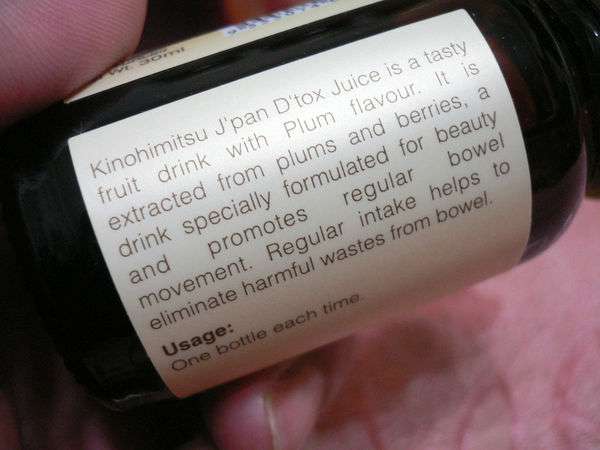 wt. 30ml
Kinohimitsu J'pan D'tox Juice is a tasty
fruit drink with Plum flavour. It is
extracted from plums and berries, a
drink specially formulated for beauty
and promotes regular bowel
movement. Regular intake helps to
eliminate harmful wastes from bowel.
Usage:
One bottle each time.